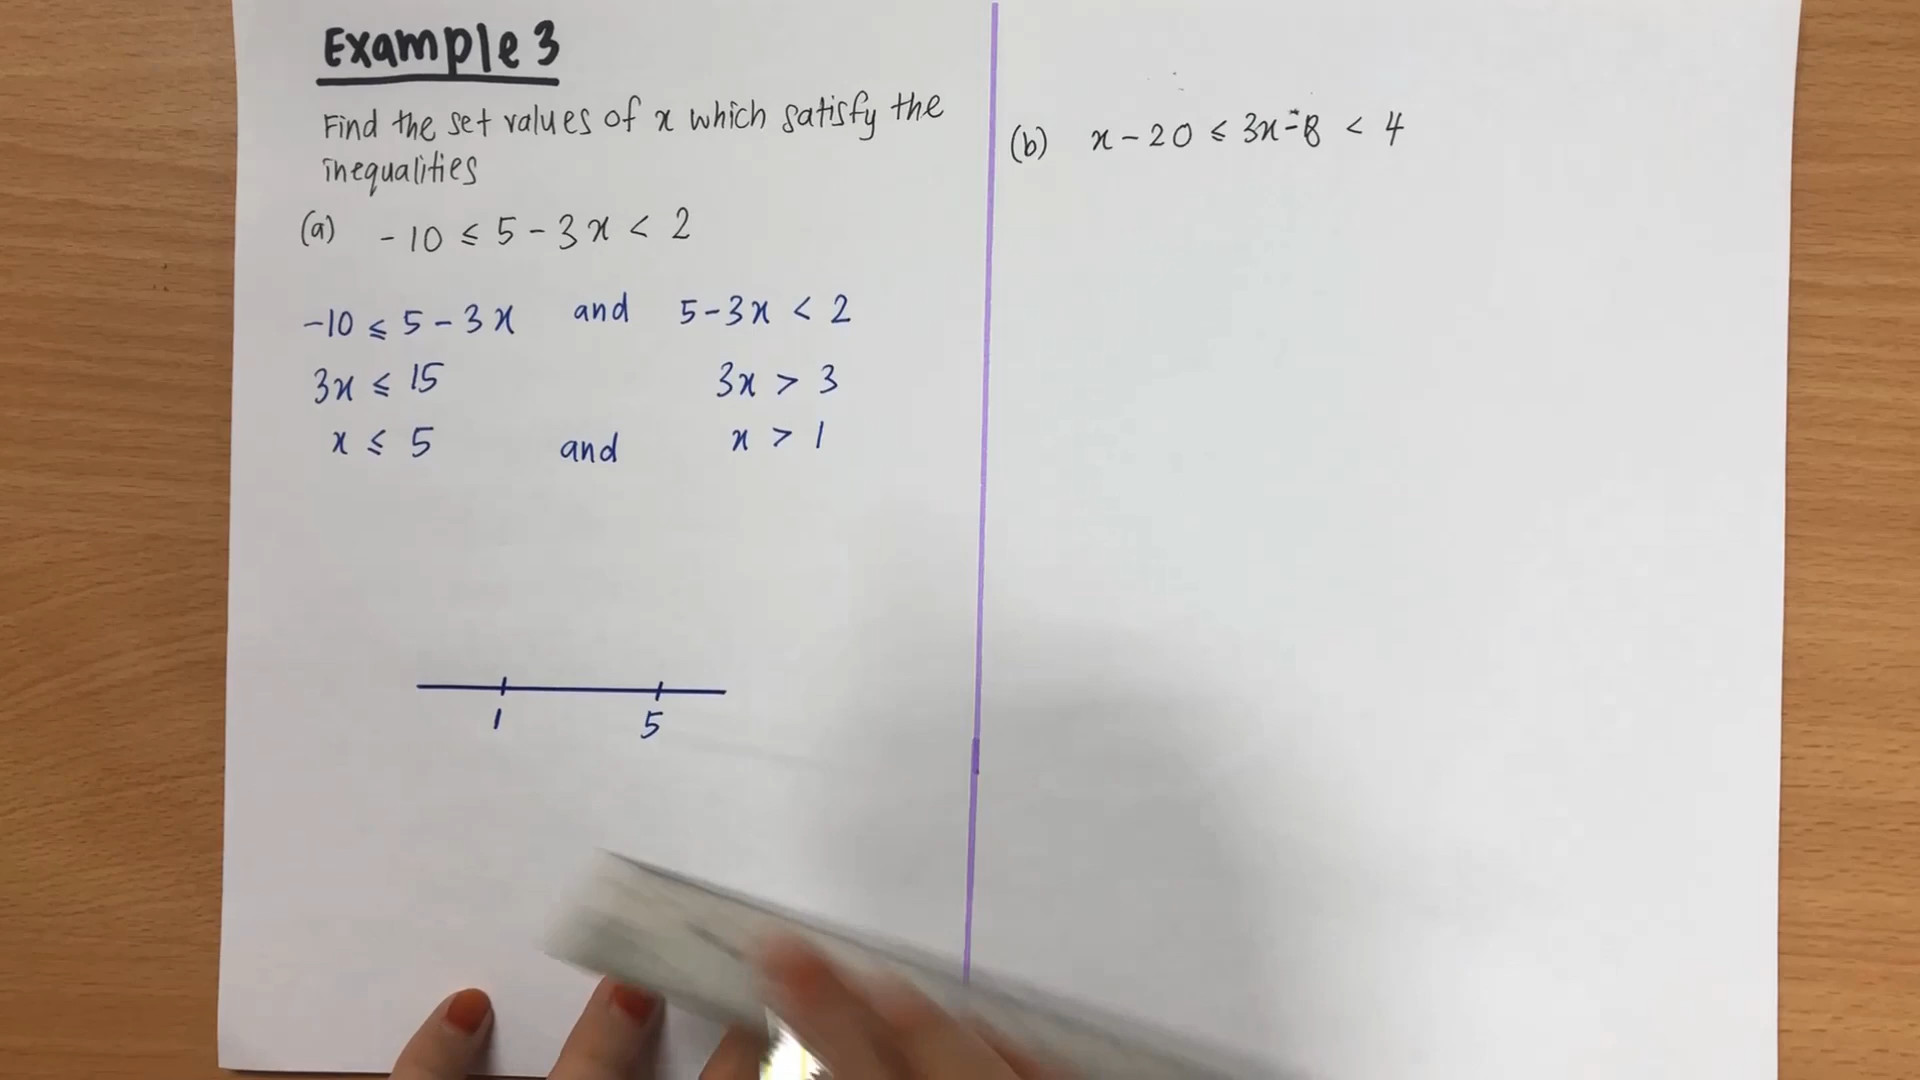 Example 3
Find the set values of x which satisfy the
inequalities
(a) -10 ≤ 5 - 3x < 2
-10 ≤ 5 - 3x and 5 - 3x < 2
3x ≤ 15 3x > 3
x ≤ 5 and x > 1
1 5
(b) x - 20 ≤ 3x - 8 < 4